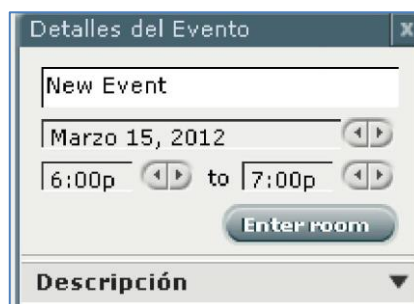 Detalles del Evento x
New Event
Marzo 15, 2012
6:00p to 7:00p
Enter room
Descripción